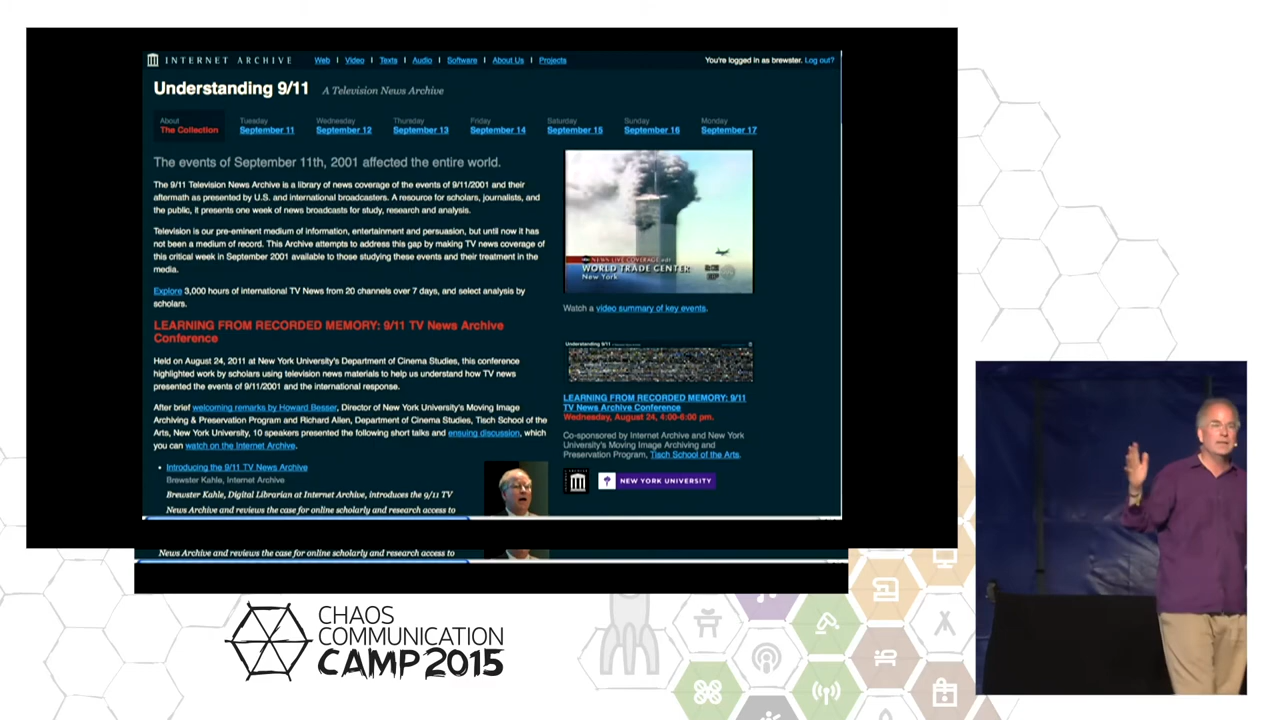 INTERNET ARCHIVE
Web | Video | Texts | Audio | Software | About Us | Projects
You're logged in as brewster. Log out?
Understanding 9/11 A Television News Archive
About
The Collection
Tuesday
September 11
Wednesday
September 12
Thursday
September 13
Friday
September 14
Saturday
September 15
Sunday
September 16
Monday
September 17
The events of September 11th, 2001 affected the entire world.
The 9/11 Television News Archive is a library of news coverage of the events of 9/11/2001 and their
aftermath as presented by U.S. and international broadcasters. A resource for scholars, journalists, and
the public, it presents one week of news broadcasts for study, research and analysis.
Television is our pre-eminent medium of information, entertainment and persuasion, but until now it has
not been a medium of record. This Archive attempts to address this gap by making TV news coverage of
this critical week in September 2001 available to those studying these events and their treatment in the
media.
Explore 3,000 hours of international TV News from 20 channels over 7 days, and select analysis by
scholars.
LEARNING FROM RECORDED MEMORY: 9/11 TV News Archive
Conference
Held on August 24, 2011 at New York University's Department of Cinema Studies, this conference
highlighted work by scholars using television news materials to help us understand how TV news
presented the events of 9/11/2001 and the international response.
After brief welcoming remarks by Howard Besser, Director of New York University's Moving Image
Archiving & Preservation Program and Richard Allen, Department of Cinema Studies, Tisch School of the
Arts, New York University, 10 speakers presented the following short talks and ensuing discussion, which
you can watch on the Internet Archive.
• Introducing the 9/11 TV News Archive
Brewster Kahle, Internet Archive
Brewster Kahle, Digital Librarian at Internet Archive, introduces the 9/11 TV
News Archive and reviews the case for online scholarly and research access to
NEWS LIVE COVERAGE
WORLD TRADE CENTER
New York
Watch a video summary of key events.
Understanding 9/11
LEARNING FROM RECORDED MEMORY: 9/11
TV News Archive Conference
Wednesday, August 24, 4:00-6:00 pm.
Co-sponsored by Internet Archive and New York
University's Moving Image Archiving and
Preservation Program, Tisch School of the Arts.
NEW YORK UNIVERSITY
News Archive and reviews the case for online scholarly and research access to
CHAOS
COMMUNICATION
CAMP 2015